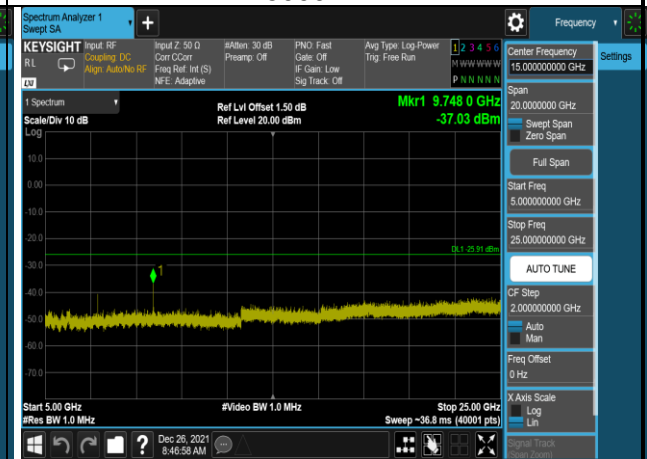 Spectrum Analyzer 1
Swept SA
Frequency
KEYSIGHT
RL
LXI
Input: RF
Coupling: DC
Align: Auto/No RF
Input Z: 50 Ω
Corr CCorr
Freq Ref: Int (S)
NFE: Adaptive
#Atten: 30 dB
Preamp: Off
PNO: Fast
Gate: Off
IF Gain: Low
Sig Track: Off
Avg Type: Log-Power
Trig: Free Run
1 2 3 4 5 6
M W W W W W
P N N N N N
Center Frequency
15.000000000 GHz
Settings
Span
20.0000000 GHz
Swept Span
Zero Span
Full Span
Start Freq
5.000000000 GHz
Stop Freq
25.000000000 GHz
AUTO TUNE
CF Step
2.000000000 GHz
Auto
Man
Freq Offset
0 Hz
X Axis Scale
Log
Lin
Signal Track
(Span Zoom)
1 Spectrum
Scale/Div 10 dB
Log
Ref Lvl Offset 1.50 dB
Ref Level 20.00 dBm
Mkr1 9.748 0 GHz
-37.03 dBm
10.0
0.00
-10.0
-20.0
DL1 -25.91 dBm
-30.0
1
-40.0
-50.0
-60.0
-70.0
Start 5.00 GHz
#Video BW 1.0 MHz
Stop 25.00 GHz
#Res BW 1.0 MHz
Sweep ~36.8 ms (40001 pts)
?
Dec 26, 2021
8:46:58 AM